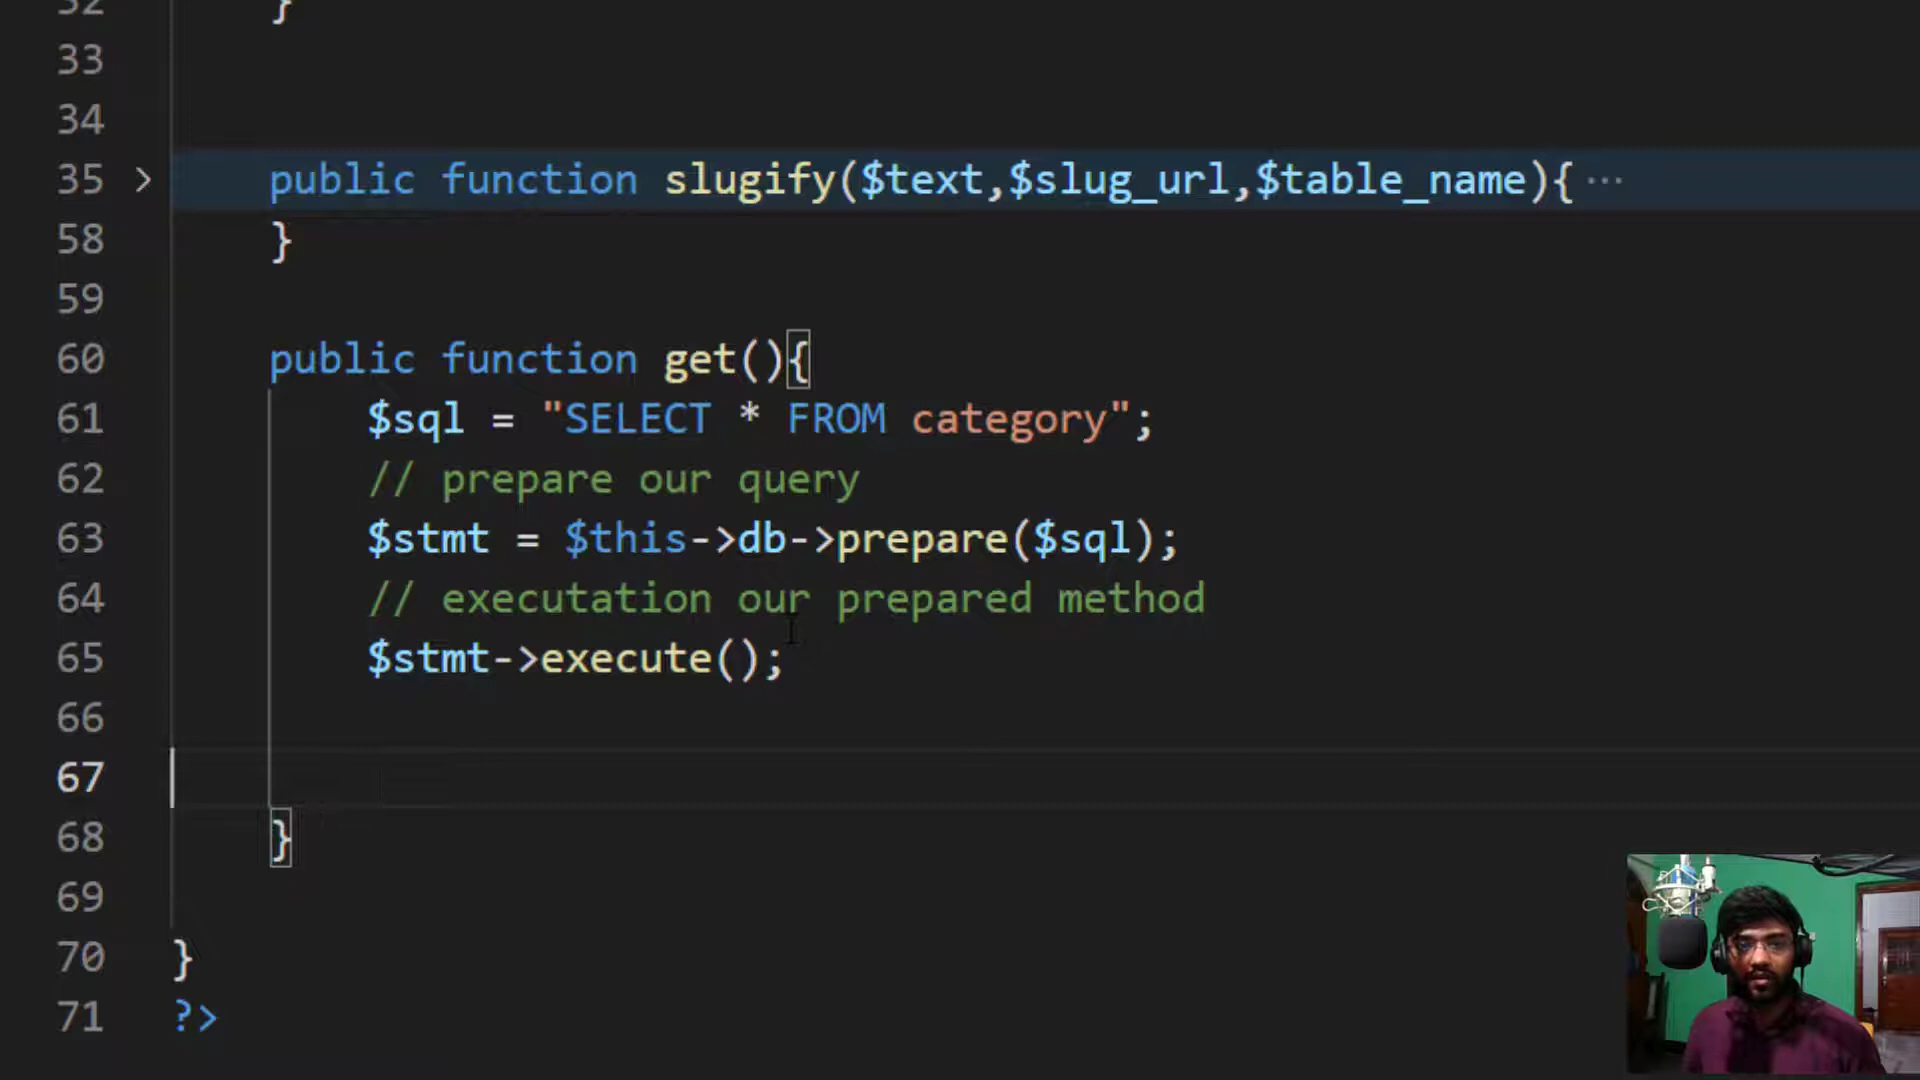 32 }
33
34
35 > public function slugify($text,$slug_url,$table_name){ ···
58 }
59
60 public function get(){
61 $sql = "SELECT * FROM category";
62 // prepare our query
63 $stmt = $this->db->prepare($sql);
64 // executation our prepared method
65 $stmt->execute();
66
67
68 }
69
70 }
71 ?>